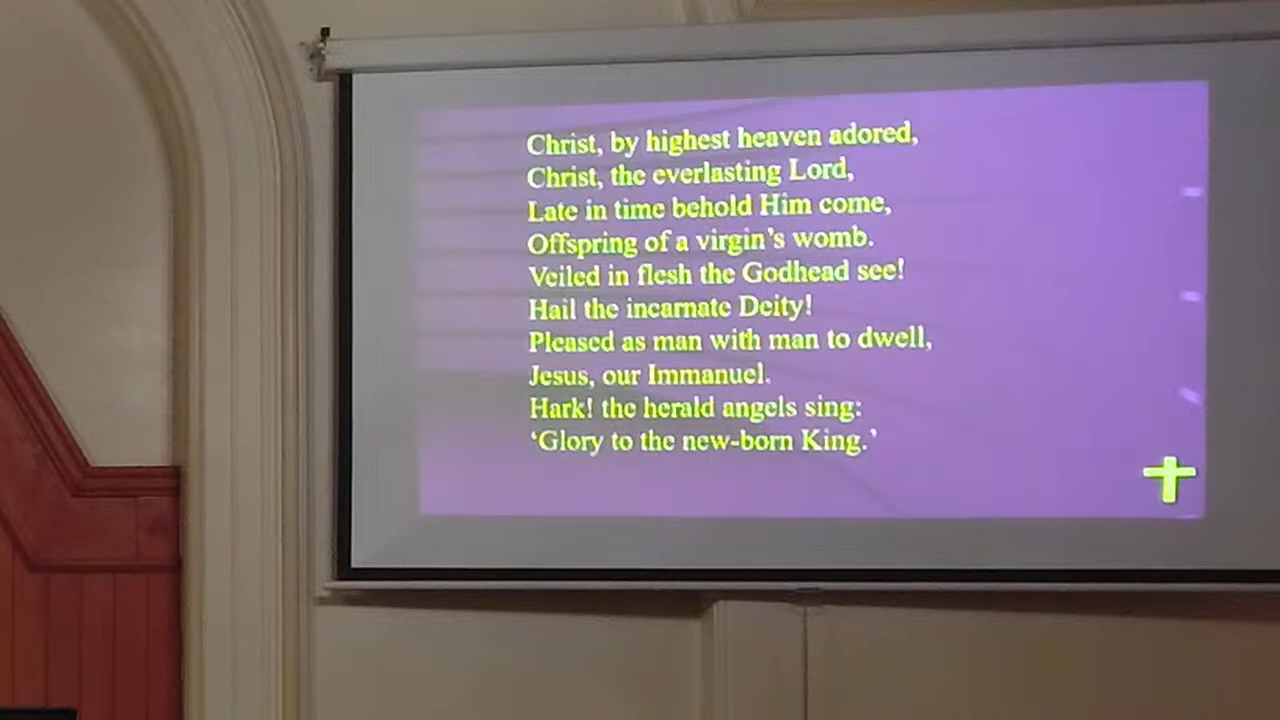 Christ, by highest heaven adored,
Christ, the everlasting Lord,
Late in time behold Him come,
Offspring of a virgin’s womb.
Veiled in flesh the Godhead see!
Hail the incarnate Deity!
Pleased as man with man to dwell,
Jesus, our Immanuel.
Hark! the herald angels sing:
‘Glory to the new-born King.’